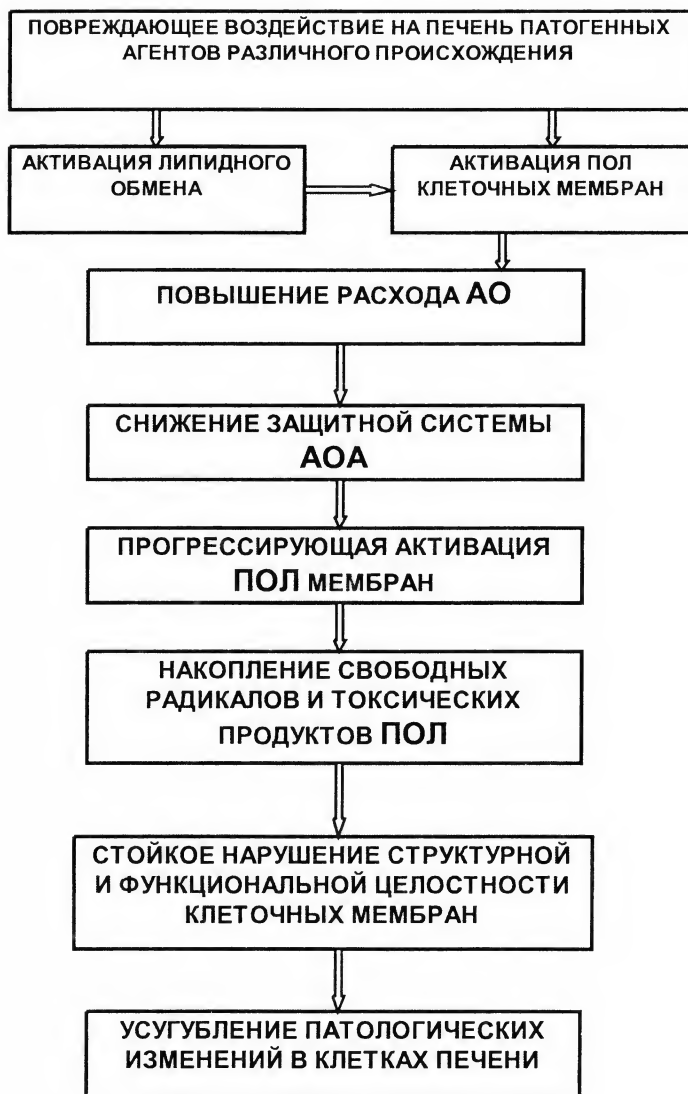 ПОВРЕЖДАЮЩЕЕ ВОЗДЕЙСТВИЕ НА ПЕЧЕНЬ ПАТОГЕННЫХ
АГЕНТОВ РАЗЛИЧНОГО ПРОИСХОЖДЕНИЯ
АКТИВАЦИЯ ЛИПИДНОГО
ОБМЕНА
АКТИВАЦИЯ ПОЛ
КЛЕТОЧНЫХ МЕМБРАН
ПОВЫШЕНИЕ РАСХОДА АО
СНИЖЕНИЕ ЗАЩИТНОЙ СИСТЕМЫ
АОА
ПРОГРЕССИРУЮЩАЯ АКТИВАЦИЯ
ПОЛ МЕМБРАН
НАКОПЛЕНИЕ СВОБОДНЫХ
РАДИКАЛОВ И ТОКСИЧЕСКИХ
ПРОДУКТОВ ПОЛ
СТОЙКОЕ НАРУШЕНИЕ СТРУКТУРНОЙ
И ФУНКЦИОНАЛЬНОЙ ЦЕЛОСТНОСТИ
КЛЕТОЧНЫХ МЕМБРАН
УСУГУБЛЕНИЕ ПАТОЛОГИЧЕСКИХ
ИЗМЕНЕНИЙ В КЛЕТКАХ ПЕЧЕНИ